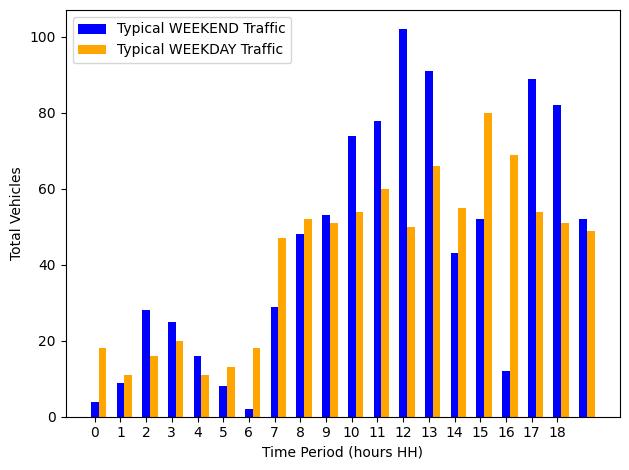 Typical WEEKEND Traffic
Typical WEEKDAY Traffic
100
80
60
40
20
0
Total Vehicles
0 1 2 3 4 5 6 7 8 9 10 11 12 13 14 15 16 17 18
Time Period (hours HH)